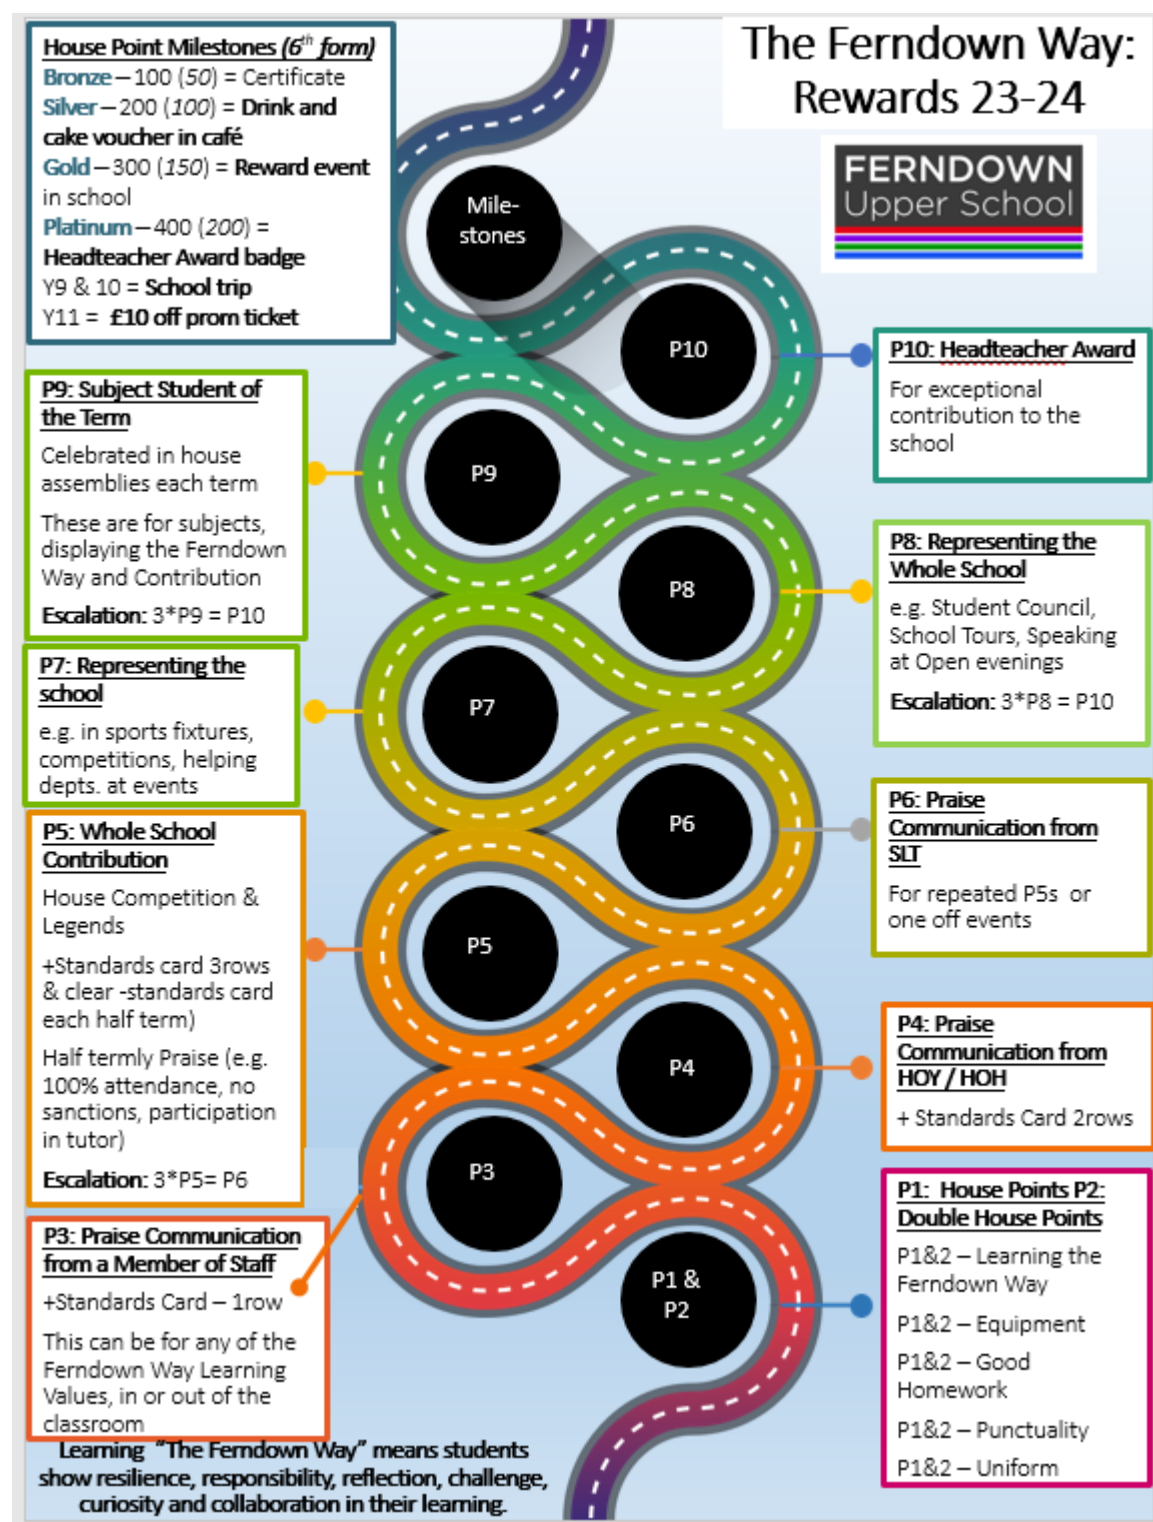 The Ferndown Way:
Rewards 23-24
FERNDOWN
Upper School
House Point Milestones (6th form)
Bronze – 100 (50) = Certificate
Silver – 200 (100) = Drink and
cake voucher in café
Gold – 300 (150) = Reward event
in school
Platinum – 400 (200) =
Headteacher Award badge
Y9 & 10 = School trip
Y11 = £10 off prom ticket
Mile-
stones
P10
P10: Headteacher Award
For exceptional
contribution to the
school
P9: Subject Student of
the Term
Celebrated in house
assemblies each term
These are for subjects,
displaying the Ferndown
Way and Contribution
Escalation: 3*P9 = P10
P9
P8
P8: Representing the
Whole School
e.g. Student Council,
School Tours, Speaking
at Open evenings
Escalation: 3*P8 = P10
P7: Representing the
school
e.g. in sports fixtures,
competitions, helping
depts. at events
P7
P6
P6: Praise
Communication from
SLT
For repeated P5s or
one off events
P5: Whole School
Contribution
House Competition &
Legends
+Standards card 3rows
& clear -standards card
each half term)
Half termly Praise (e.g.
100% attendance, no
sanctions, participation
in tutor)
Escalation: 3*P5= P6
P5
P4
P4: Praise
Communication from
HOY / HOH
+ Standards Card 2rows
P3: Praise Communication
from a Member of Staff
+Standards Card – 1row
This can be for any of the
Ferndown Way Learning
Values, in or out of the
classroom
P3
P1 &
P2
P1: House Points P2:
Double House Points
P1&2 – Learning the
Ferndown Way
P1&2 – Equipment
P1&2 – Good
Homework
P1&2 – Punctuality
P1&2 – Uniform
Learning "The Ferndown Way" means students
show resilience, responsibility, reflection, challenge,
curiosity and collaboration in their learning.